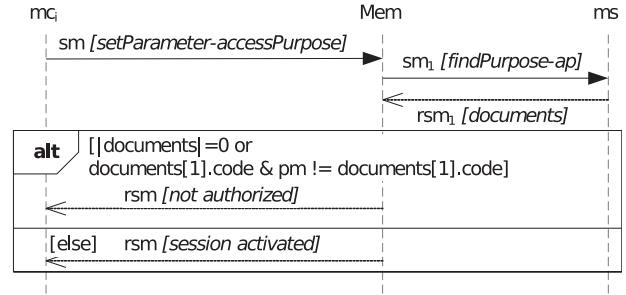 mcᵢ Mem ms
sm [setParameter-accessPurpose]
sm₁ [findPurpose-ap]
rsm₁ [documents]
alt [|documents|=0 or
documents[1].code & pm != documents[1].code]
rsm [not authorized]
[else] rsm [session activated]